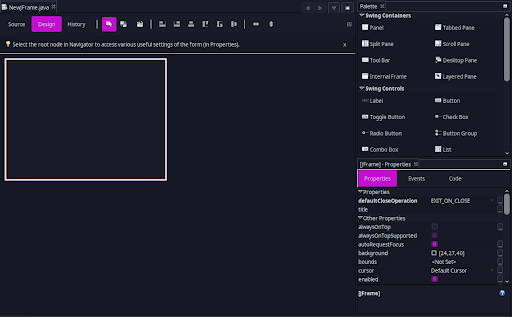 NewJFrame.java
Source Design History
Select the root node in Navigator to access various useful settings of the form (in Properties). x
Palette
Swing Containers
Panel Tabbed Pane
Split Pane Scroll Pane
Tool Bar Desktop Pane
Internal Frame Layered Pane
Swing Controls
Label Button
Toggle Button Check Box
Radio Button Button Group
Combo Box List
[JFrame] - Properties
Properties Events Code
Properties
defaultCloseOperation EXIT_ON_CLOSE
title
Other Properties
alwaysOnTop
alwaysOnTopSupported
autoRequestFocus
background [24,27,40]
bounds <Not Set>
cursor Default Cursor
enabled
[JFrame]